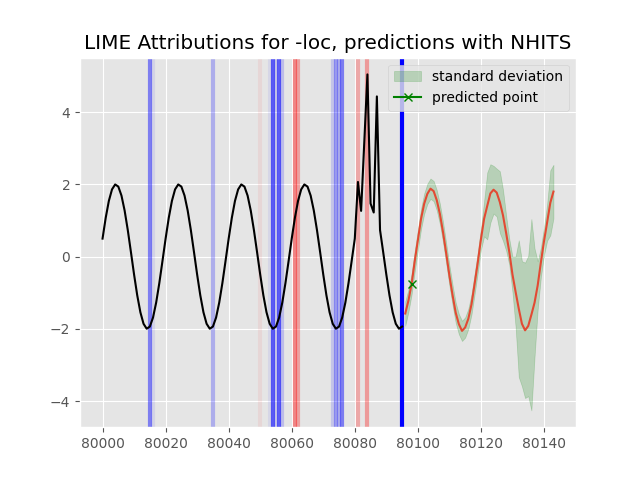 LIME Attributions for -loc, predictions with NHITS
standard deviation
predicted point
4
2
0
−2
−4
80000 80020 80040 80060 80080 80100 80120 80140